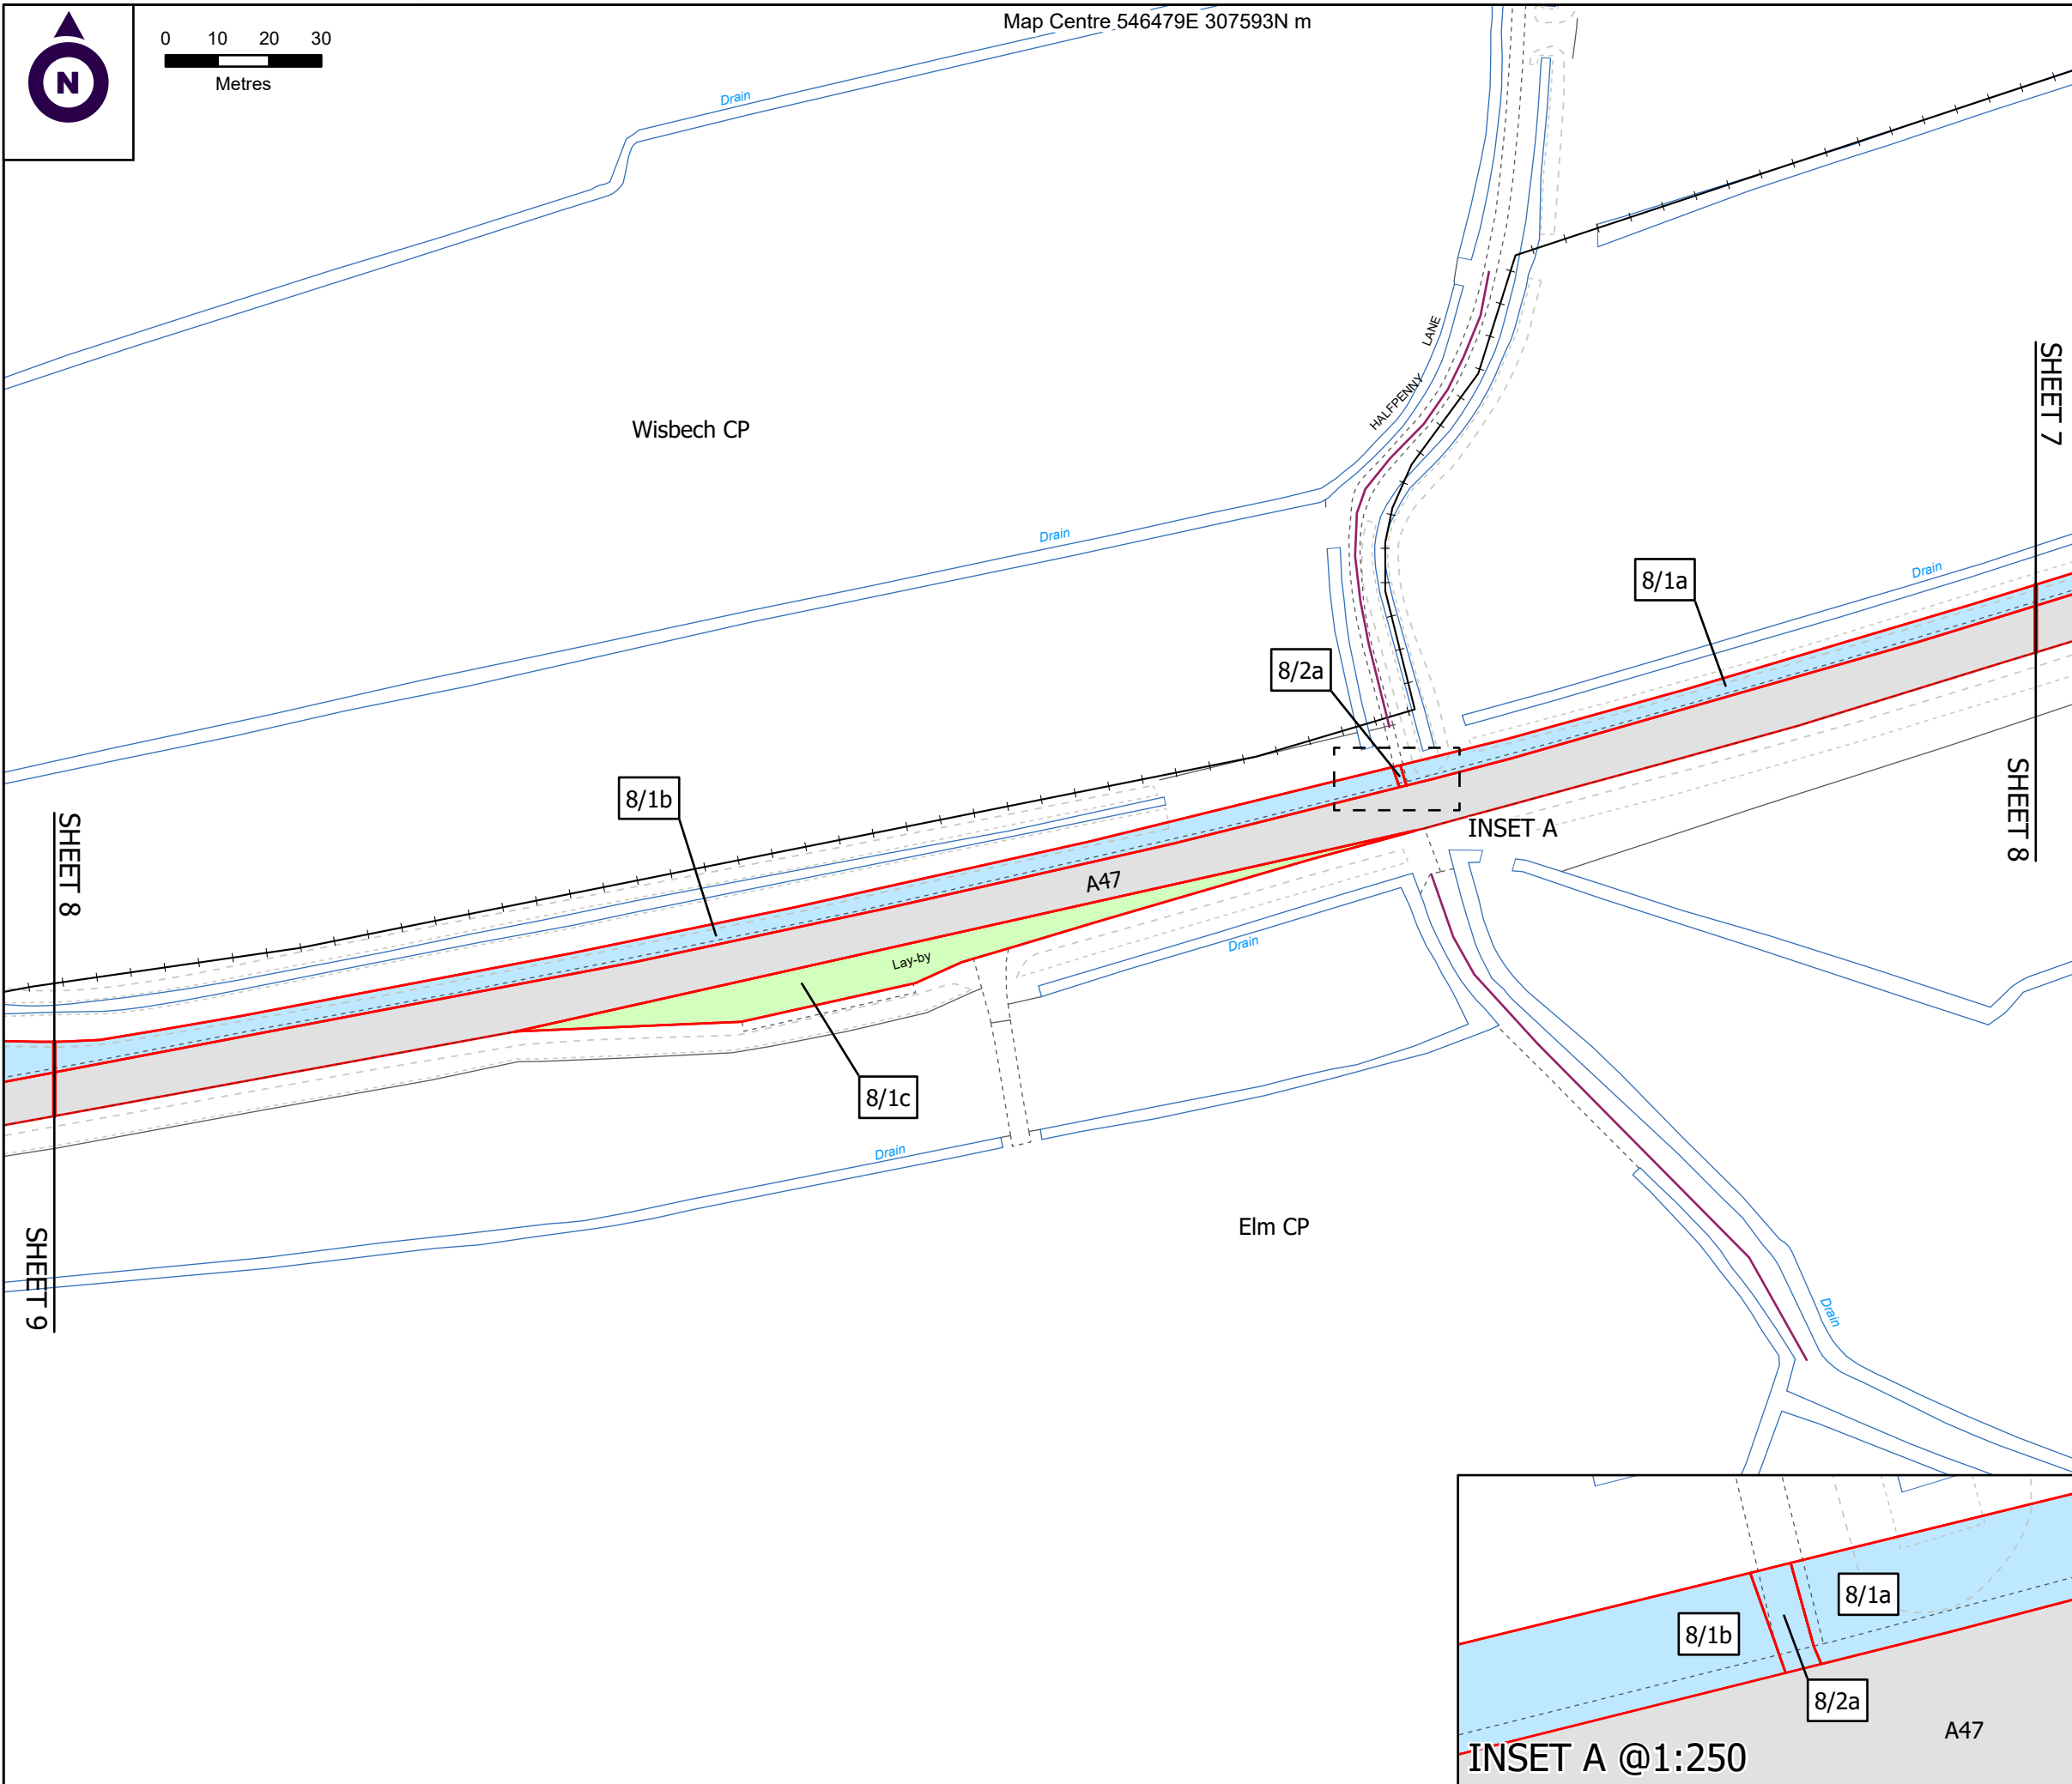 Map Centre 546479E 307593N m
N
0 10 20 30
Metres
Drain
LANE
HALFPENNY
SHEET 7
Wisbech CP
Drain
Drain
8/1a
8/2a
8/1b
SHEET 8
SHEET 8
INSET A
A47
Lay-by
Drain
8/1c
Drain
Elm CP
SHEET 9
Drain
8/1a
8/1b
8/2a
A47
INSET A @1:250